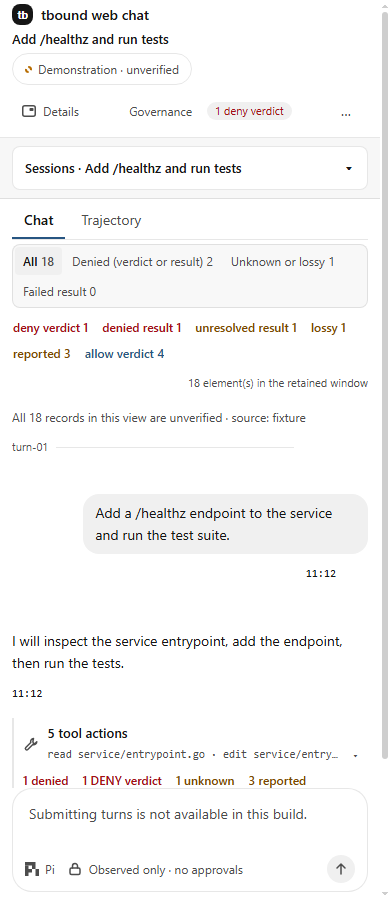 tb tbound web chat
Add /healthz and run tests
Demonstration · unverified
Details Governance 1 deny verdict ...
Sessions · Add /healthz and run tests
Chat Trajectory
All 18 Denied (verdict or result) 2 Unknown or lossy 1
Failed result 0
deny verdict 1 denied result 1 unresolved result 1 lossy 1
reported 3 allow verdict 4
18 element(s) in the retained window
All 18 records in this view are unverified · source: fixture
turn-01
Add a /healthz endpoint to the service
and run the test suite.
11:12
I will inspect the service entrypoint, add the endpoint,
then run the tests.
11:12
5 tool actions
read service/entrypoint.go · edit service/entry…
1 denied 1 DENY verdict 1 unknown 3 reported
Submitting turns is not available in this build.
Pi Observed only · no approvals